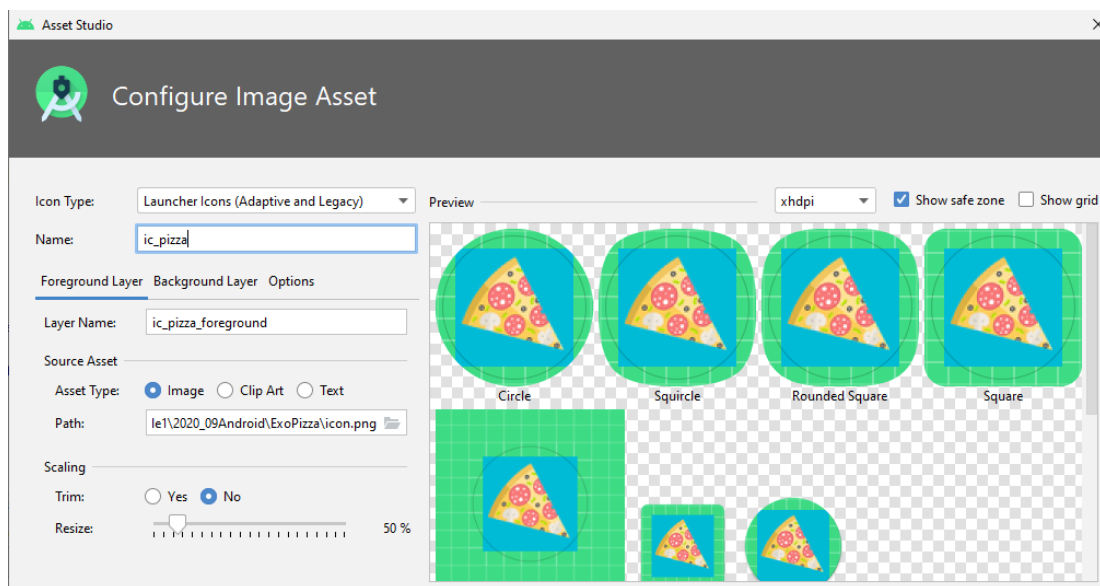 Asset Studio
Configure Image Asset
Icon Type: Launcher Icons (Adaptive and Legacy)
Name: ic_pizza
Foreground Layer Background Layer Options
Layer Name: ic_pizza_foreground
Source Asset
Asset Type: Image Clip Art Text
Path: le1\2020_09Android\ExoPizza\icon.png
Scaling
Trim: Yes No
Resize: 50 %
Preview xhdpi Show safe zone Show grid
Circle Squircle Rounded Square Square